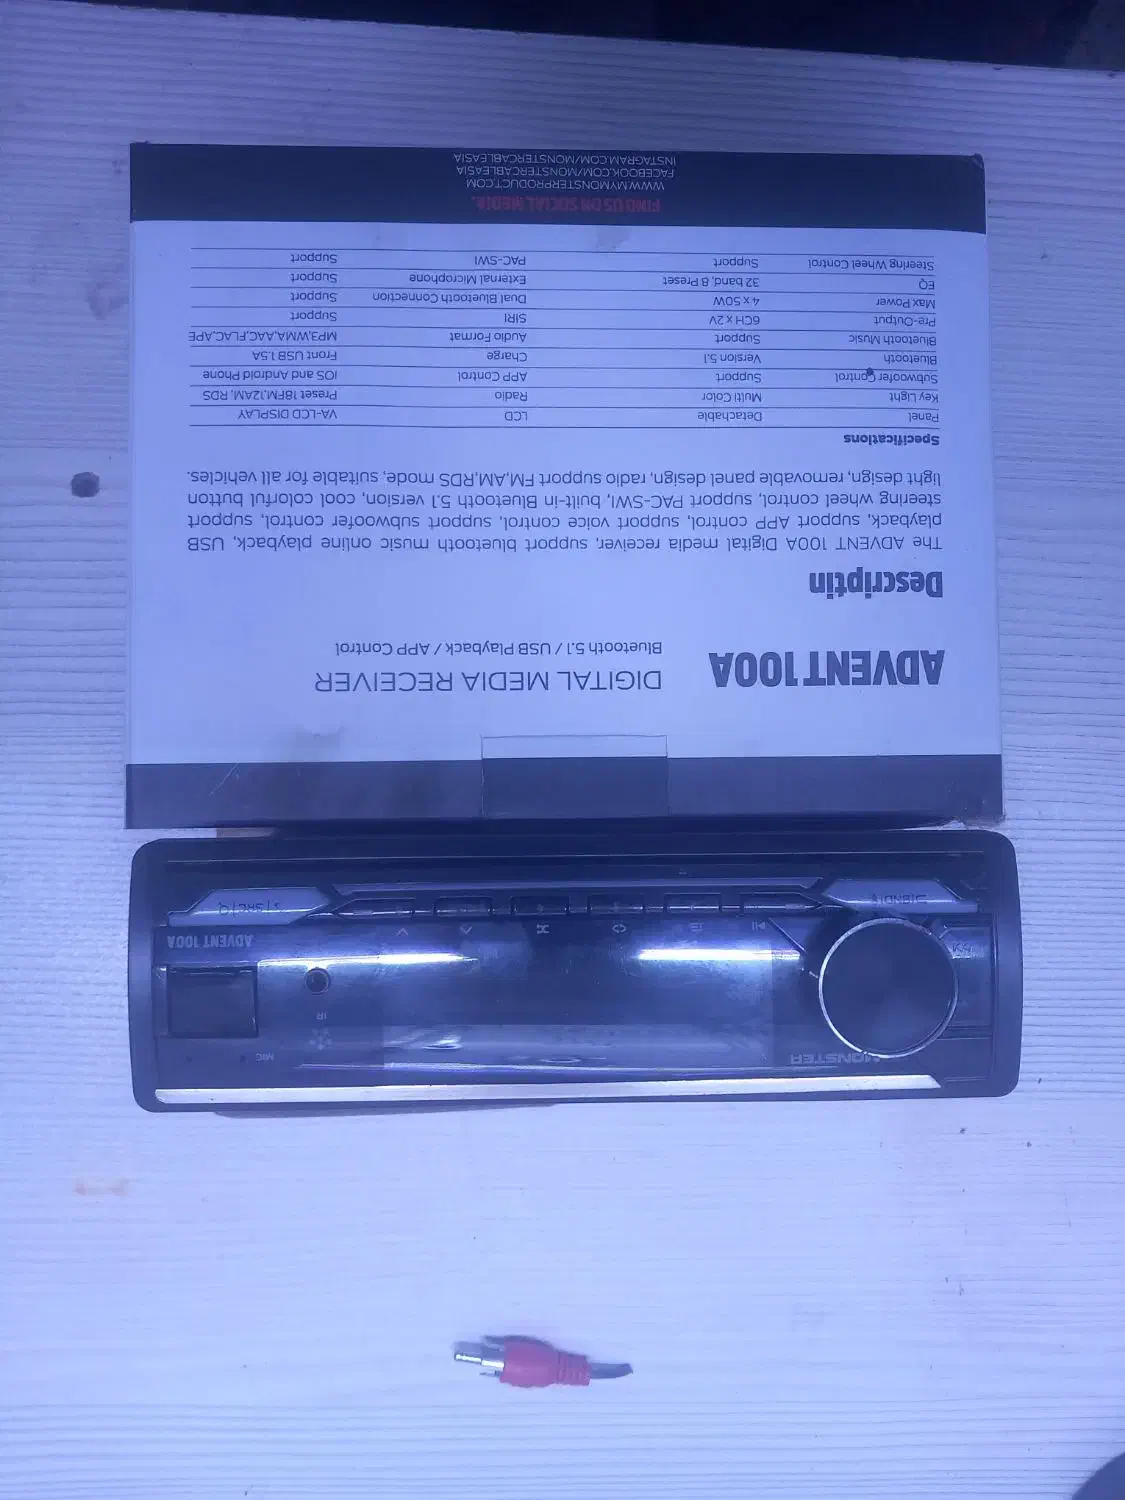 ADVENT 100A
DIGITAL MEDIA RECEIVER
Bluetooth 5.1 / USB Playback / APP Control
Descriptin
The ADVENT 100A Digital media receiver, support bluetooth music online playback, USB
playback, support APP control, support voice control, support subwoofer control, support
steering wheel control, support PAC-SWI, built-in Bluetooth 5.1 version, cool colorful button
light design, removable panel design, radio support FM,AM,RDS mode, suitable for all vehicles.
Specifications
Panel Detachable LCD VA-LCD DISPLAY
Key Light Multi Color Radio Preset 18FM,12AM, RDS
Subwoofer Control Support APP Control IOS and Android Phone
Bluetooth Version 5.1 Charge Front USB 1.5A
Bluetooth Music Support Audio Format MP3,WMA,AAC,FLAC,APE
Pre-Output 6CH x 2V SIRI Support
Max Power 4 x 50W Dual Bluetooth Connection Support
EQ 32 band, 8 Preset External Microphone Support
Steering Wheel Control Support PAC-SWI Support
FIND US ON SOCIAL MEDIA.
WWW.MYMONSTERPRODUCT.COM
FACEBOOK.COM/MONSTERCABLEASIA
INSTAGRAM.COM/MONSTERCABLEASIA
MONSTER
MIC
IR
ADVENT 100A
BND
SRC